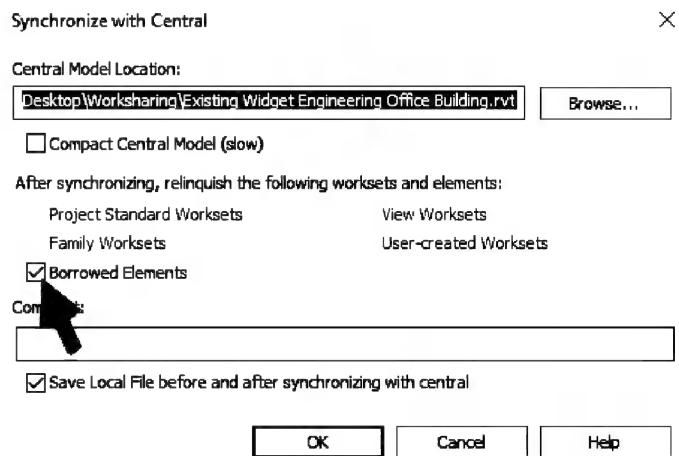 Synchronize with Central
Central Model Location:
Desktop\Worksharing\Existing Widget Engineering Office Building.rvt Browse...
Compact Central Model (slow)
After synchronizing, relinquish the following worksets and elements:
Project Standard Worksets View Worksets
Family Worksets User-created Worksets
Borrowed Elements
Save Local File before and after synchronizing with central
OK Cancel Help